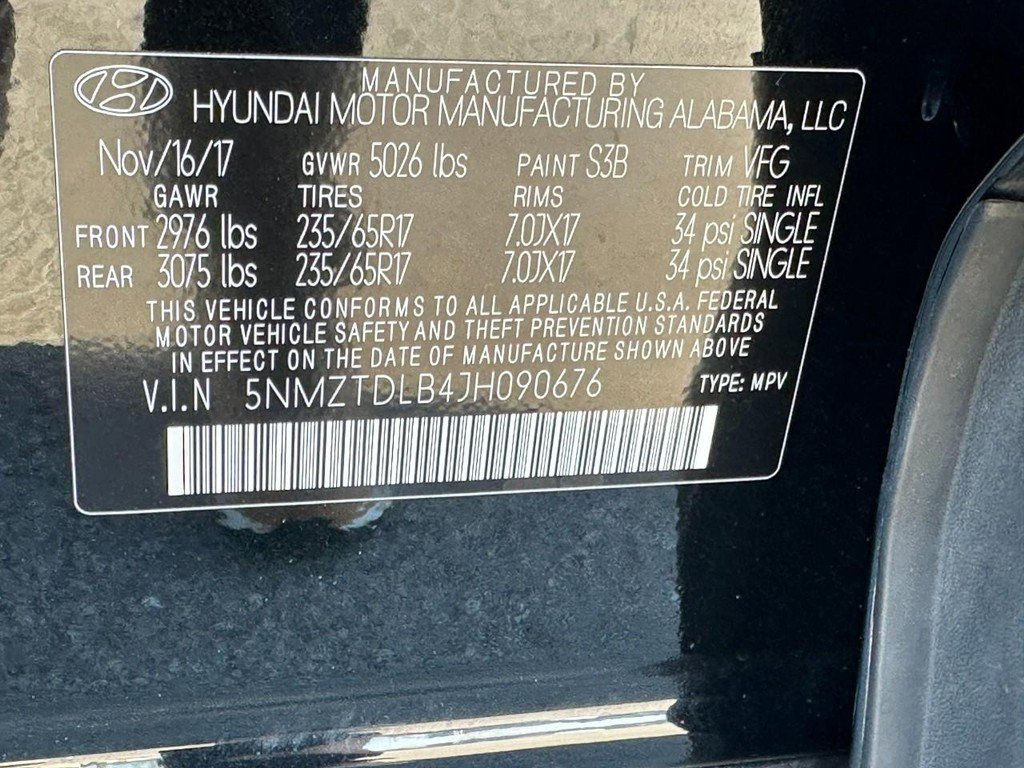 MANUFACTURED BY
HYUNDAI MOTOR MANUFACTURING ALABAMA, LLC
Nov/16/17 GVWR 5026 lbs PAINT S3B TRIM VFG
GAWR TIRES RIMS COLD TIRE INFL
FRONT 2976 lbs 235/65R17 7.0JX17 34 psi SINGLE
REAR 3075 lbs 235/65R17 7.0JX17 34 psi SINGLE
THIS VEHICLE CONFORMS TO ALL APPLICABLE U.S.A. FEDERAL
MOTOR VEHICLE SAFETY AND THEFT PREVENTION STANDARDS
IN EFFECT ON THE DATE OF MANUFACTURE SHOWN ABOVE
V.I.N 5NMZTDLB4JH090676 TYPE: MPV